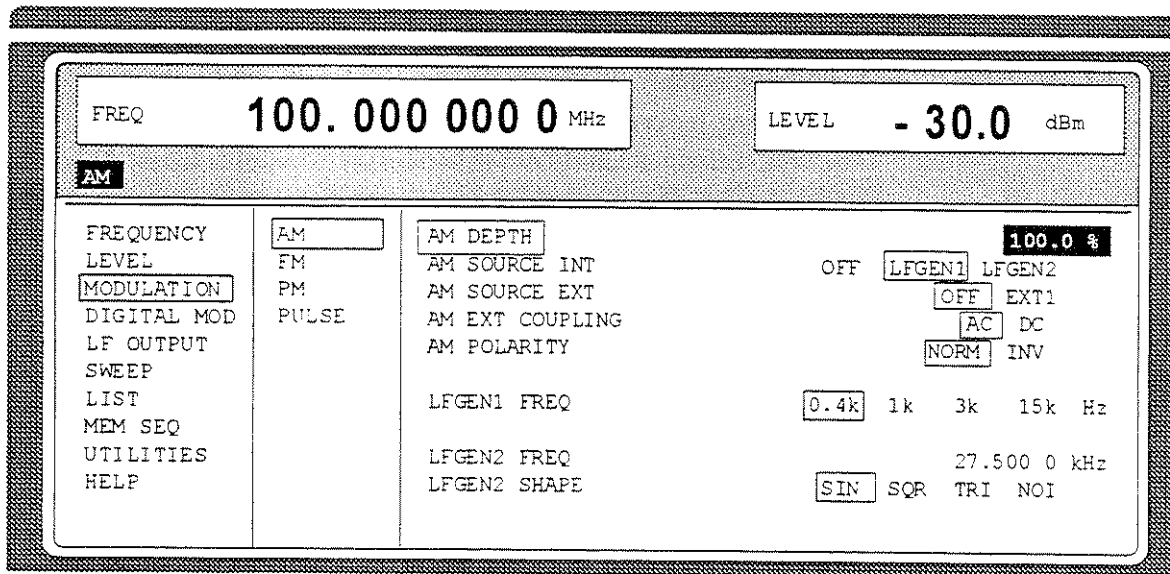 FREQ 100. 000 000 0 MHz LEVEL - 30.0 dBm
AM
FREQUENCY AM AM DEPTH 100.0 %
LEVEL FM AM SOURCE INT OFF LFGEN1 LFGEN2
MODULATION PM AM SOURCE EXT OFF EXT1
DIGITAL MOD PULSE AM EXT COUPLING AC DC
LF OUTPUT AM POLARITY NORM INV
SWEEP
LIST LFGEN1 FREQ 0.4k 1k 3k 15k Hz
MEM SEQ
UTILITIES LFGEN2 FREQ 27.500 0 kHz
HELP LFGEN2 SHAPE SIN SQR TRI NOI